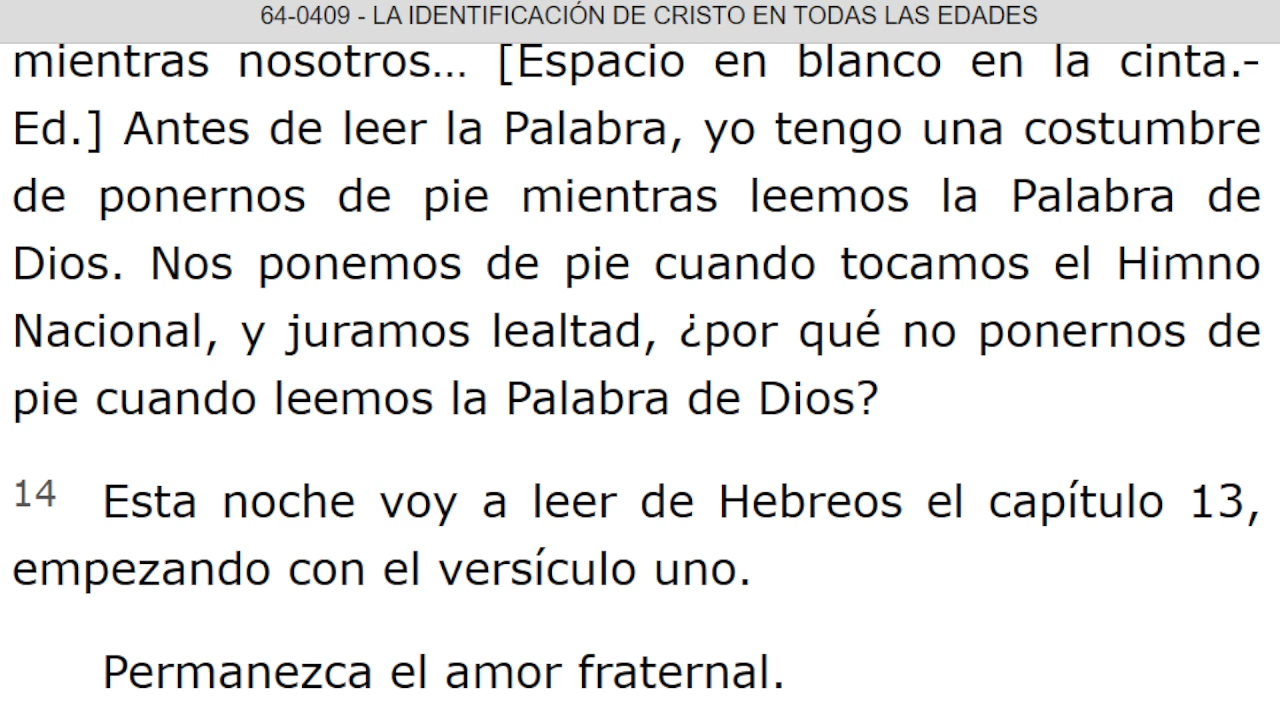 64-0409 - LA IDENTIFICACIÓN DE CRISTO EN TODAS LAS EDADES
mientras nosotros... [Espacio en blanco en la cinta.-
Ed.] Antes de leer la Palabra, yo tengo una costumbre
de ponernos de pie mientras leemos la Palabra de
Dios. Nos ponemos de pie cuando tocamos el Himno
Nacional, y juramos lealtad, ¿por qué no ponernos de
pie cuando leemos la Palabra de Dios?
14 Esta noche voy a leer de Hebreos el capítulo 13,
empezando con el versículo uno.
Permanezca el amor fraternal.